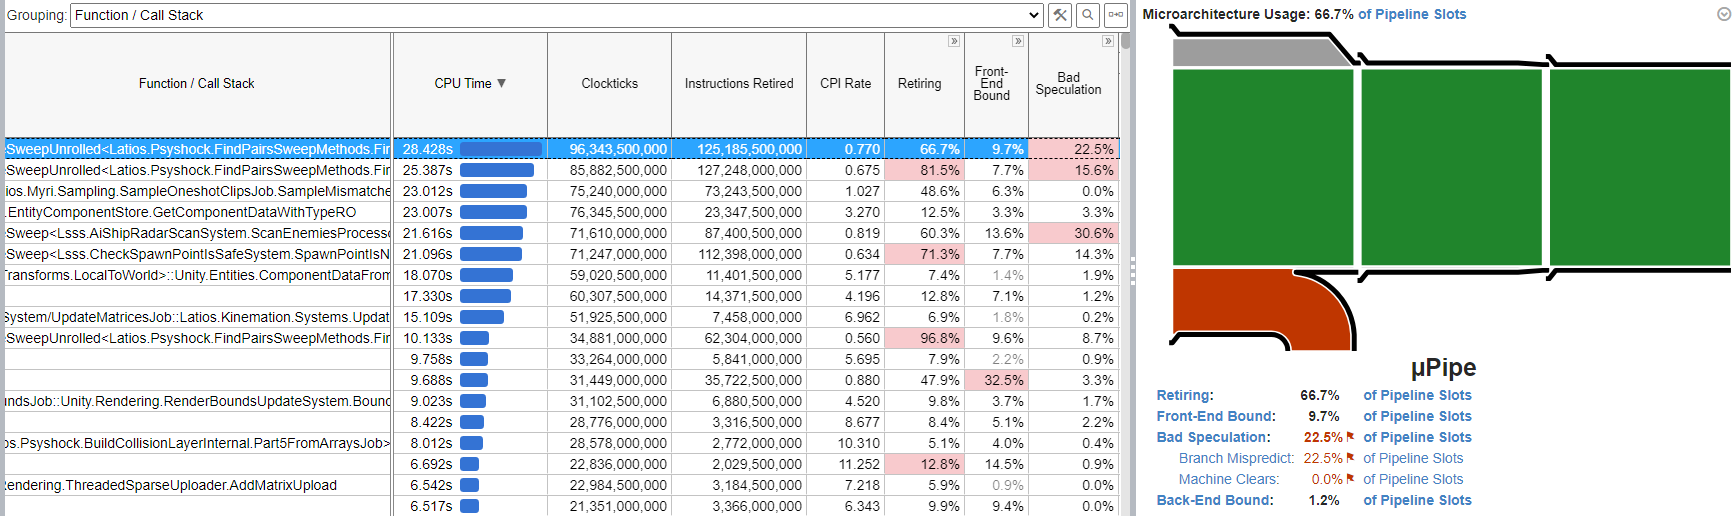 Grouping: Function / Call Stack
Function / Call Stack CPU Time ▼ Clockticks Instructions Retired CPI Rate Retiring Front-End Bound Bad Speculation
SweepUnrolled<Latios.Psyshock.FindPairsSweepMethods.Fir 28.428s 96,343,500,000 125,185,500,000 0.770 66.7% 9.7% 22.5%
SweepUnrolled<Latios.Psyshock.FindPairsSweepMethods.Fir 25.387s 85,882,500,000 127,248,000,000 0.675 81.5% 7.7% 15.6%
ios.Myri.Sampling.SampleOneshotClipsJob.SampleMismatche 23.012s 75,240,000,000 73,243,500,000 1.027 48.6% 6.3% 0.0%
.EntityComponentStore.GetComponentDataWithTypeRO 23.007s 76,345,500,000 23,347,500,000 3.270 12.5% 3.3% 3.3%
Sweep<Lsss.AiShipRadarScanSystem.ScanEnemiesProcesso 21.616s 71,610,000,000 87,400,500,000 0.819 60.3% 13.6% 30.6%
Sweep<Lsss.CheckSpawnPointIsSafeSystem.SpawnPointIsN 21.096s 71,247,000,000 112,398,000,000 0.634 71.3% 7.7% 14.3%
Transforms.LocalToWorld>::Unity.Entities.ComponentDataFrom 18.070s 59,020,500,000 11,401,500,000 5.177 7.4% 1.4% 1.9%
17.330s 60,307,500,000 14,371,500,000 4.196 12.8% 7.1% 1.2%
System/UpdateMatricesJob::Latios.Kinemation.Systems.Updat 15.109s 51,925,500,000 7,458,000,000 6.962 6.9% 1.8% 0.2%
SweepUnrolled<Latios.Psyshock.FindPairsSweepMethods.Fir 10.133s 34,881,000,000 62,304,000,000 0.560 96.8% 9.6% 8.7%
9.758s 33,264,000,000 5,841,000,000 5.695 7.9% 2.2% 0.9%
9.688s 31,449,000,000 35,722,500,000 0.880 47.9% 32.5% 3.3%
ndsJob::Unity.Rendering.RenderBoundsUpdateSystem.Bounc 9.023s 31,102,500,000 6,880,500,000 4.520 9.8% 3.7% 1.7%
8.422s 28,776,000,000 3,316,500,000 8.677 8.4% 5.1% 2.2%
os.Psyshock.BuildCollisionLayerInternal.Part5FromArraysJob> 8.012s 28,578,000,000 2,772,000,000 10.310 5.1% 4.0% 0.4%
6.692s 22,836,000,000 2,029,500,000 11.252 12.8% 14.5% 0.9%
Rendering.ThreadedSparseUploader.AddMatrixUpload 6.542s 22,984,500,000 3,184,500,000 7.218 5.9% 0.9% 0.0%
6.517s 21,351,000,000 3,366,000,000 6.343 9.9% 9.4% 0.0%
Microarchitecture Usage: 66.7% of Pipeline Slots
µPipe
Retiring: 66.7% of Pipeline Slots
Front-End Bound: 9.7% of Pipeline Slots
Bad Speculation: 22.5% of Pipeline Slots
Branch Mispredict: 22.5% of Pipeline Slots
Machine Clears: 0.0% of Pipeline Slots
Back-End Bound: 1.2% of Pipeline Slots